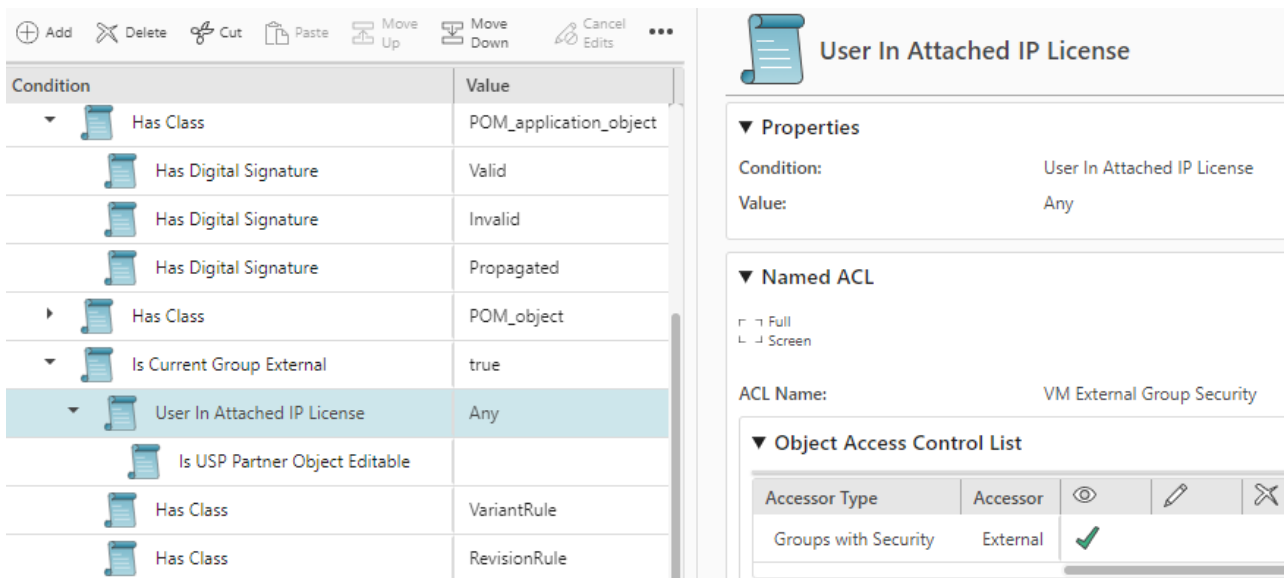 Add Delete Cut Paste Move Up Move Down Cancel Edits
Condition Value
Has Class POM_application_object
Has Digital Signature Valid
Has Digital Signature Invalid
Has Digital Signature Propagated
Has Class POM_object
Is Current Group External true
User In Attached IP License Any
Is USP Partner Object Editable
Has Class VariantRule
Has Class RevisionRule
User In Attached IP License
Properties
Condition: User In Attached IP License
Value: Any
Named ACL
Full
Screen
ACL Name: VM External Group Security
Object Access Control List
Accessor Type Accessor
Groups with Security External